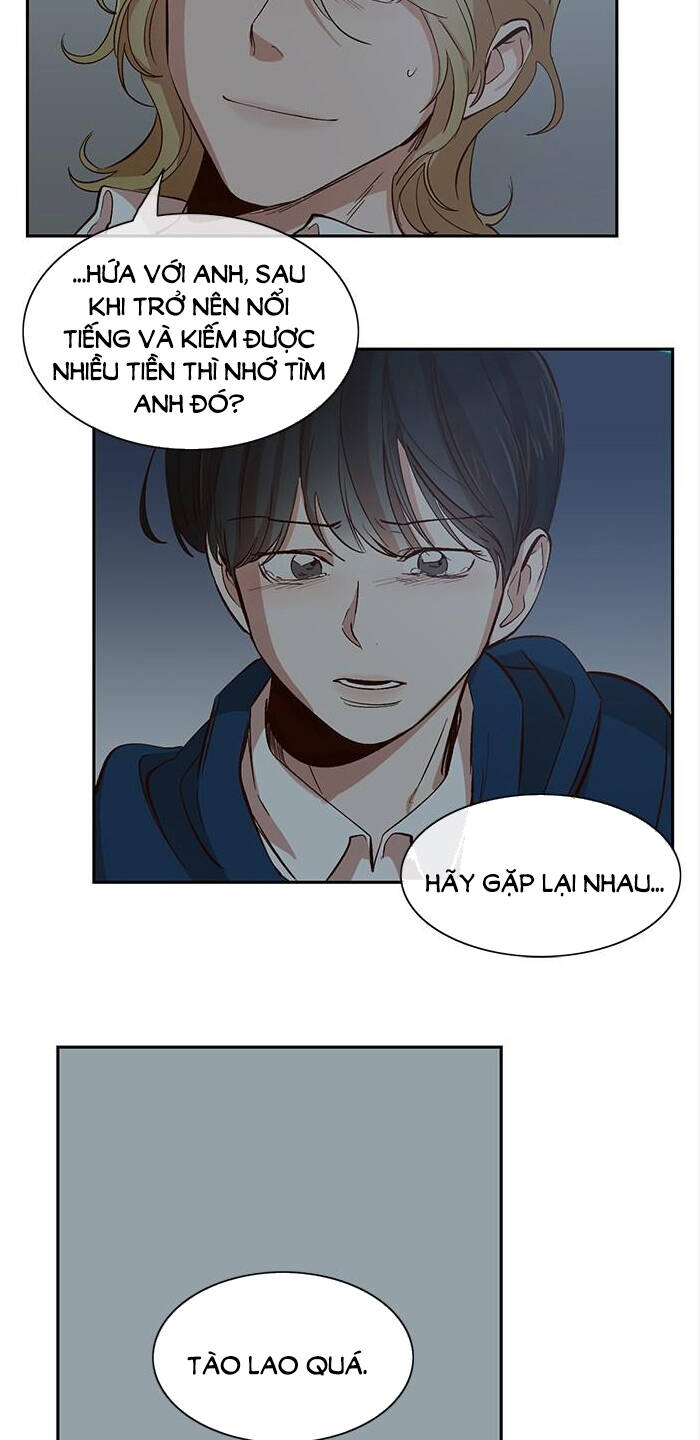 ...HỨA VỚI ANH, SAU
KHI TRỞ NÊN NỔI
TIẾNG VÀ KIẾM ĐƯỢC
NHIỀU TIỀN THÌ NHỚ TÌM
ANH ĐÓ?
HÃY GẶP LẠI NHAU...
TÀO LAO QUÁ.